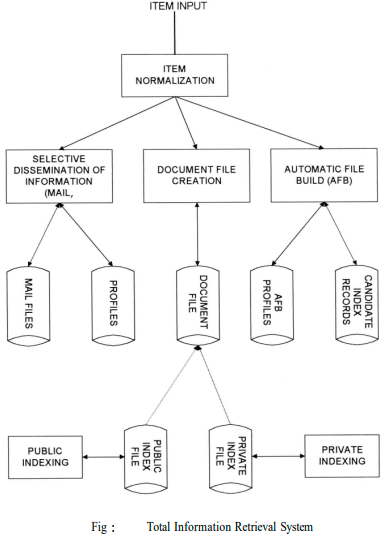 ITEM INPUT
ITEM
NORMALIZATION
SELECTIVE
DISSEMINATION OF
INFORMATION
(MAIL,
DOCUMENT FILE
CREATION
AUTOMATIC FILE
BUILD (AFB)
MAIL FILES
PROFILES
DOCUMENT
FILE
AFB
PROFILES
CANDIDATE
INDEX
RECORDS
PUBLIC
INDEXING
PUBLIC
INDEX
FILE
PRIVATE
INDEX
FILE
PRIVATE
INDEXING
Fig : Total Information Retrieval System